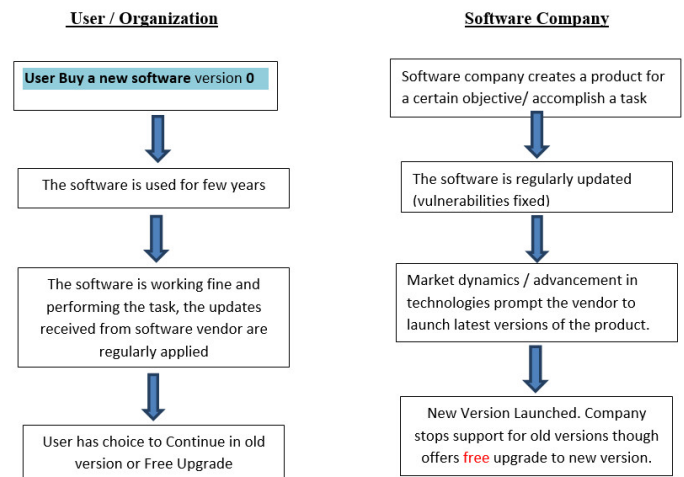 User / Organization
User Buy a new software version 0
The software is used for few years
The software is working fine and
performing the task, the updates
received from software vendor are
regularly applied
User has choice to Continue in old
version or Free Upgrade
Software Company
Software company creates a product for
a certain objective/ accomplish a task
The software is regularly updated
(vulnerabilities fixed)
Market dynamics / advancement in
technologies prompt the vendor to
launch latest versions of the product.
New Version Launched. Company
stops support for old versions though
offers free upgrade to new version.